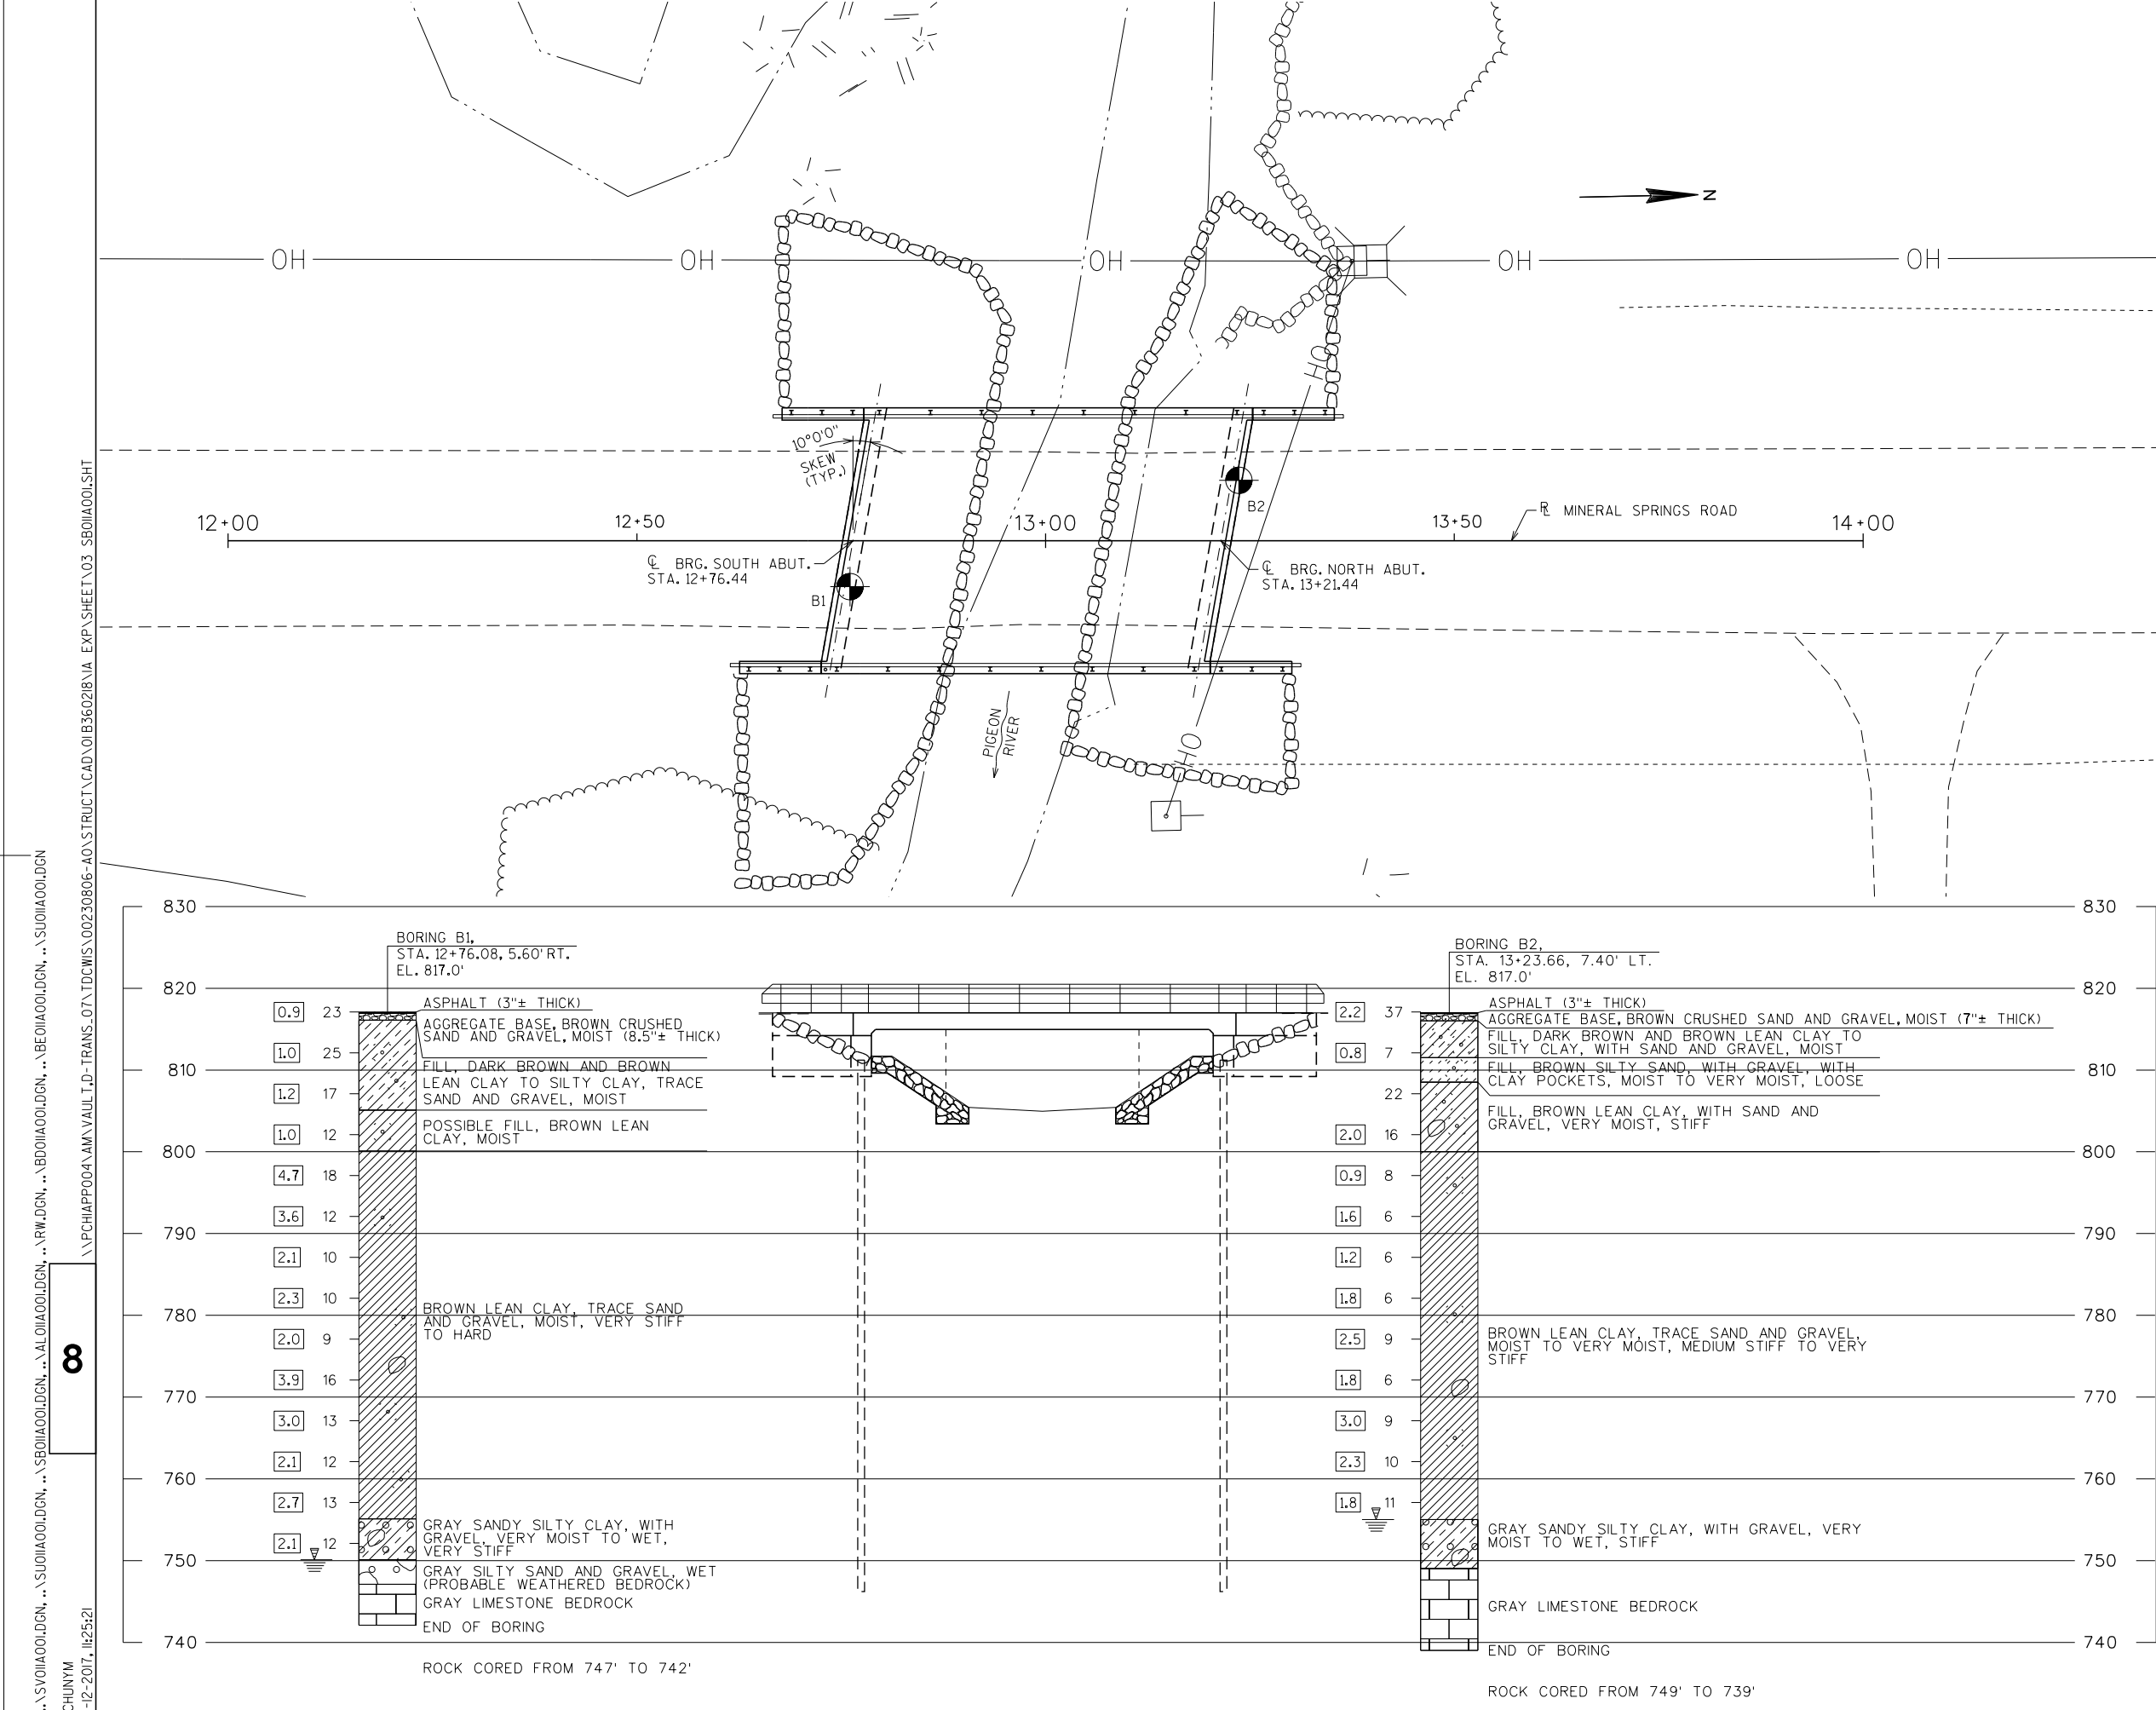 N
OH OH OH OH OH
OH
10°0'0"
SKEW
(TYP.)
B2
℞ MINERAL SPRINGS ROAD
12+00 12+50 13+00 13+50 14+00
℄ BRG. SOUTH ABUT.
STA. 12+76.44
℄ BRG. NORTH ABUT.
STA. 13+21.44
B1
PIGEON
RIVER
OH
830 830
820 820
810 810
800 800
790 790
780 780
770 770
760 760
750 750
740 740
BORING B1,
STA. 12+76.08, 5.60' RT.
EL. 817.0'
0.9 23
1.0 25
1.2 17
1.0 12
4.7 18
3.6 12
2.1 10
2.3 10
2.0 9
3.9 16
3.0 13
2.1 12
2.7 13
2.1 12
ASPHALT (3"± THICK)
AGGREGATE BASE, BROWN CRUSHED
SAND AND GRAVEL, MOIST (8.5"± THICK)
FILL, DARK BROWN AND BROWN
LEAN CLAY TO SILTY CLAY, TRACE
SAND AND GRAVEL, MOIST
POSSIBLE FILL, BROWN LEAN
CLAY, MOIST
BROWN LEAN CLAY, TRACE SAND
AND GRAVEL, MOIST, VERY STIFF
TO HARD
GRAY SANDY SILTY CLAY, WITH
GRAVEL, VERY MOIST TO WET,
VERY STIFF
GRAY SILTY SAND AND GRAVEL, WET
(PROBABLE WEATHERED BEDROCK)
GRAY LIMESTONE BEDROCK
END OF BORING
ROCK CORED FROM 747' TO 742'
BORING B2,
STA. 13+23.66, 7.40' LT.
EL. 817.0'
2.2 37
0.8 7
22
2.0 16
0.9 8
1.6 6
1.2 6
1.8 6
2.5 9
1.8 6
3.0 9
2.3 10
1.8 11
ASPHALT (3"± THICK)
AGGREGATE BASE, BROWN CRUSHED SAND AND GRAVEL, MOIST (7"± THICK)
FILL, DARK BROWN AND BROWN LEAN CLAY TO
SILTY CLAY, WITH SAND AND GRAVEL, MOIST
FILL, BROWN SILTY SAND, WITH GRAVEL, WITH
CLAY POCKETS, MOIST TO VERY MOIST, LOOSE
FILL, BROWN LEAN CLAY, WITH SAND AND
GRAVEL, VERY MOIST, STIFF
BROWN LEAN CLAY, TRACE SAND AND GRAVEL,
MOIST TO VERY MOIST, MEDIUM STIFF TO VERY
STIFF
GRAY SANDY SILTY CLAY, WITH GRAVEL, VERY
MOIST TO WET, STIFF
GRAY LIMESTONE BEDROCK
END OF BORING
ROCK CORED FROM 749' TO 739'
8
CHUNYM
-12-2017, 11:25:21